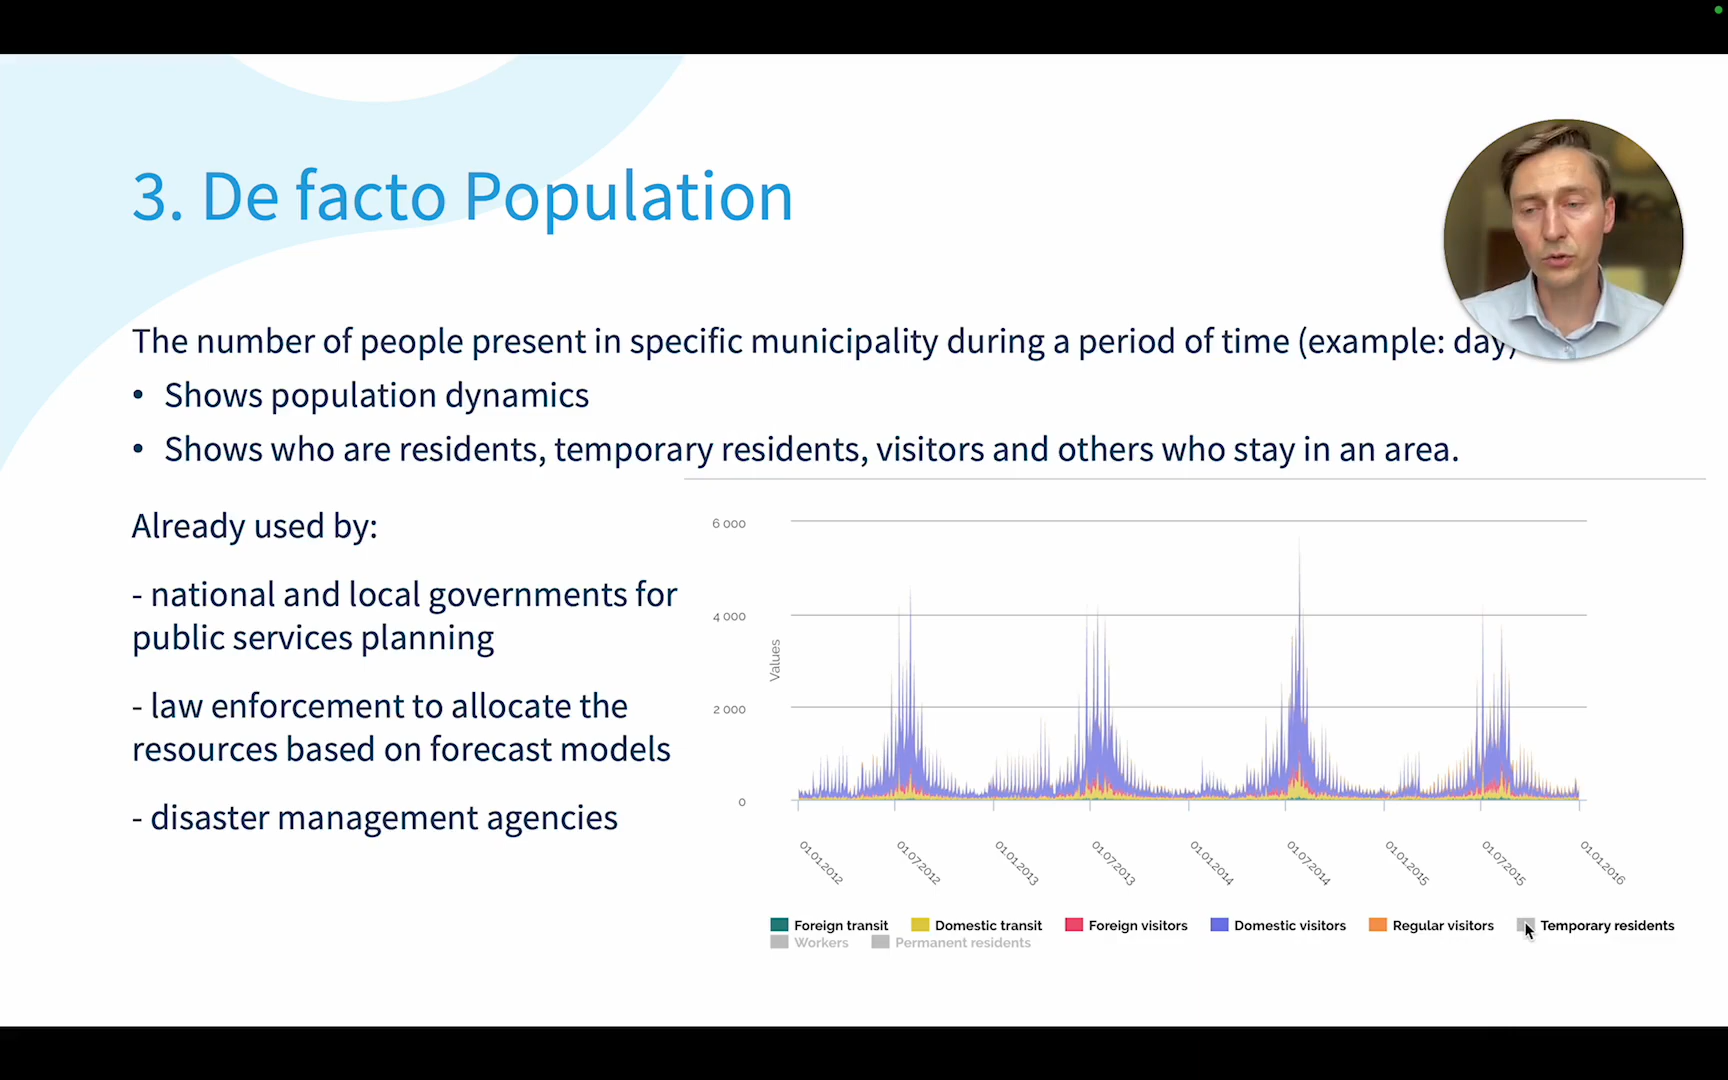 3. De facto Population
The number of people present in specific municipality during a period of time (example: day)
• Shows population dynamics
• Shows who are residents, temporary residents, visitors and others who stay in an area.
Already used by:
- national and local governments for
public services planning
- law enforcement to allocate the
resources based on forecast models
- disaster management agencies
6 000
4 000
2 000
0
Values
01.01.2012
01.07.2012
01.01.2013
01.07.2013
01.01.2014
01.07.2014
01.01.2015
01.07.2015
01.01.2016
Foreign transit Domestic transit Foreign visitors Domestic visitors Regular visitors Temporary residents
Workers Permanent residents